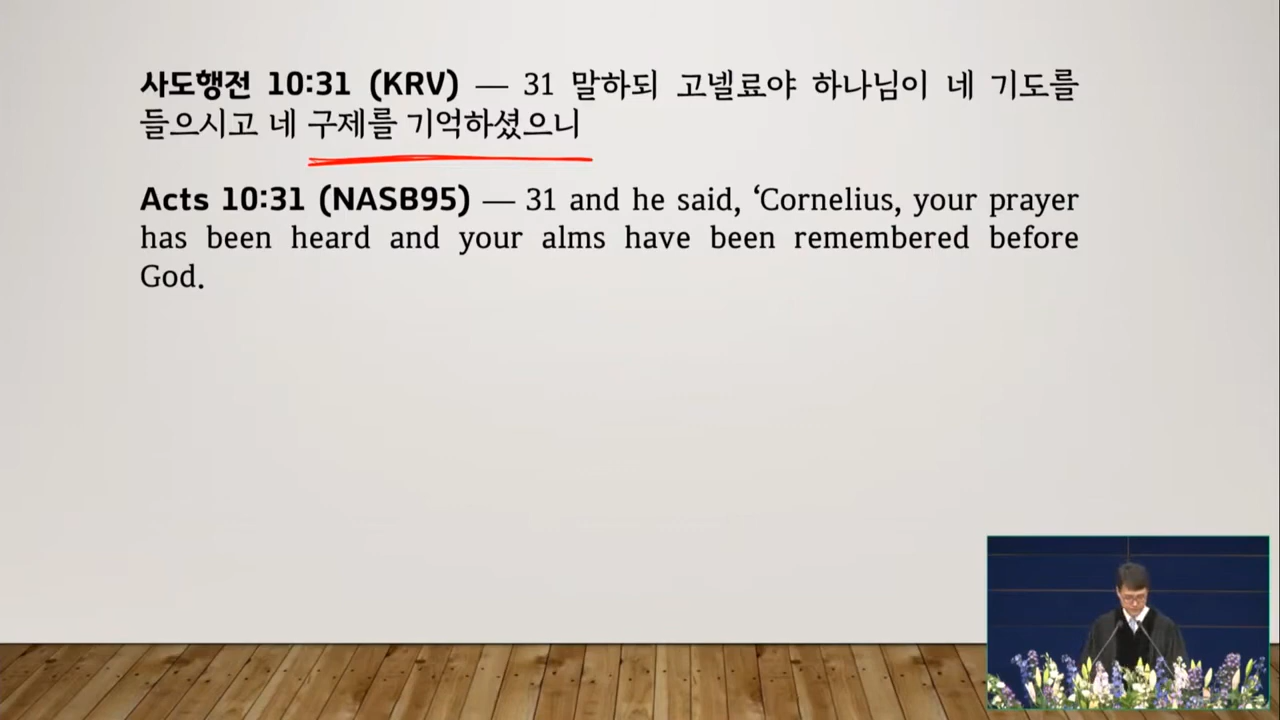 사도행전 10:31 (KRV) — 31 말하되 고넬료야 하나님이 네 기도를
들으시고 네 구제를 기억하셨으니
Acts 10:31 (NASB95) — 31 and he said, ‘Cornelius, your prayer
has been heard and your alms have been remembered before
God.